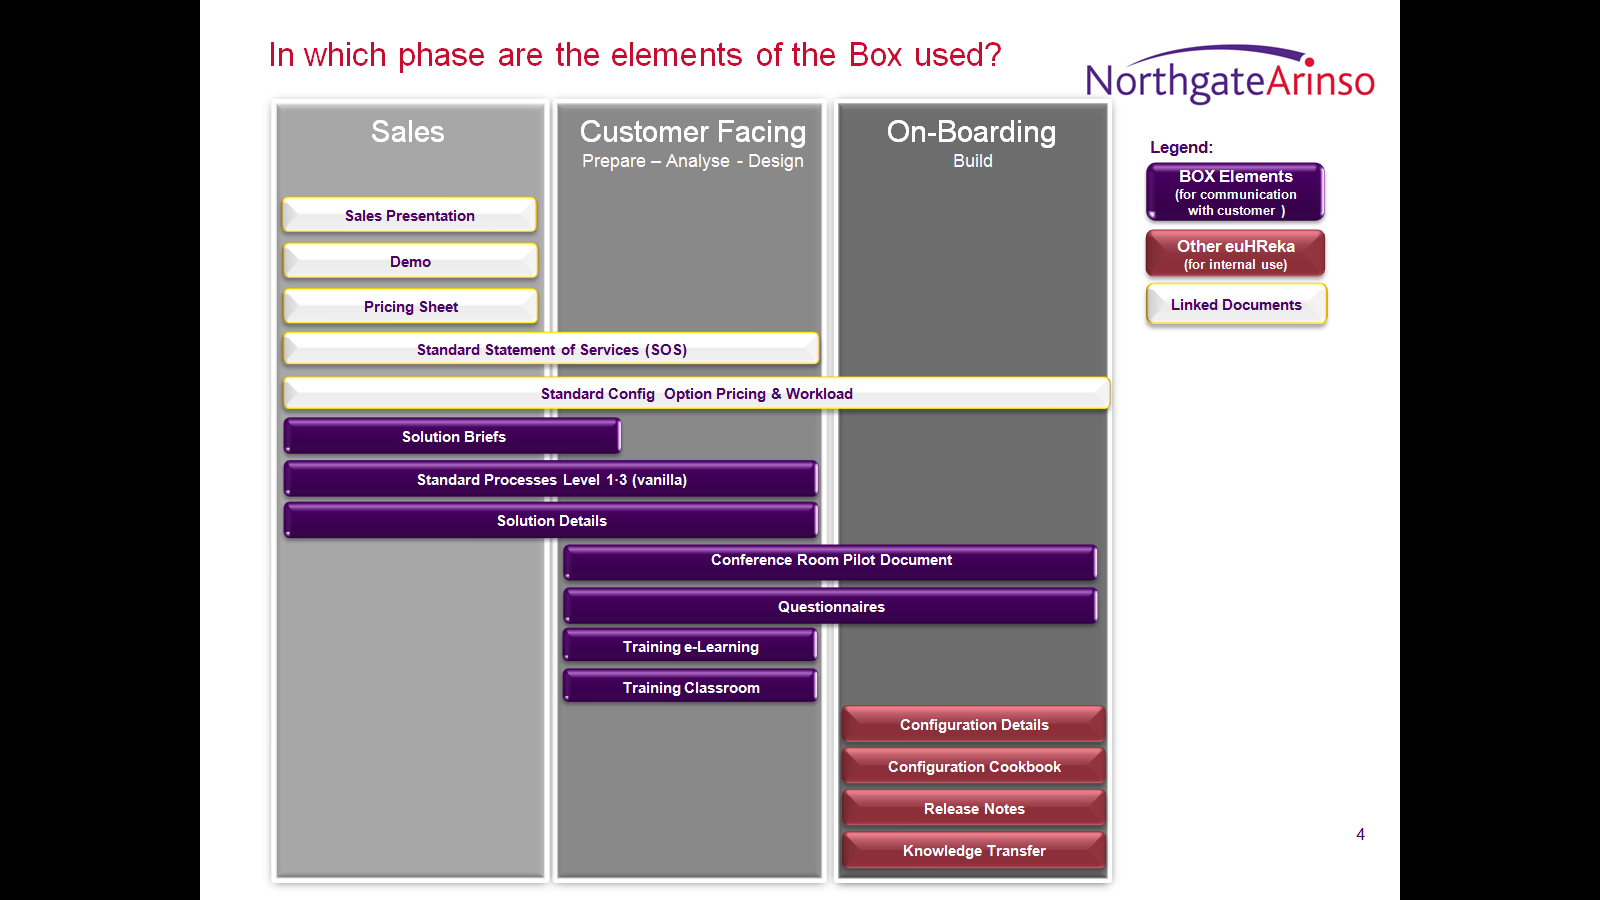 In which phase are the elements of the Box used?
NorthgateArinso
Sales
Customer Facing
Prepare – Analyse - Design
On-Boarding
Build
Legend:
BOX Elements
(for communication
with customer )
Other euHReka
(for internal use)
Linked Documents
Sales Presentation
Demo
Pricing Sheet
Standard Statement of Services (SOS)
Standard Config Option Pricing & Workload
Solution Briefs
Standard Processes Level 1-3 (vanilla)
Solution Details
Conference Room Pilot Document
Questionnaires
Training e-Learning
Training Classroom
Configuration Details
Configuration Cookbook
Release Notes
Knowledge Transfer
4